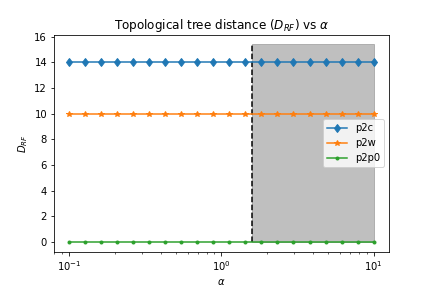 Topological tree distance (D_RF) vs α
16
14
12
10
8
6
4
2
0
D_RF
p2c
p2w
p2p0
10^-1
10^0
10^1
α